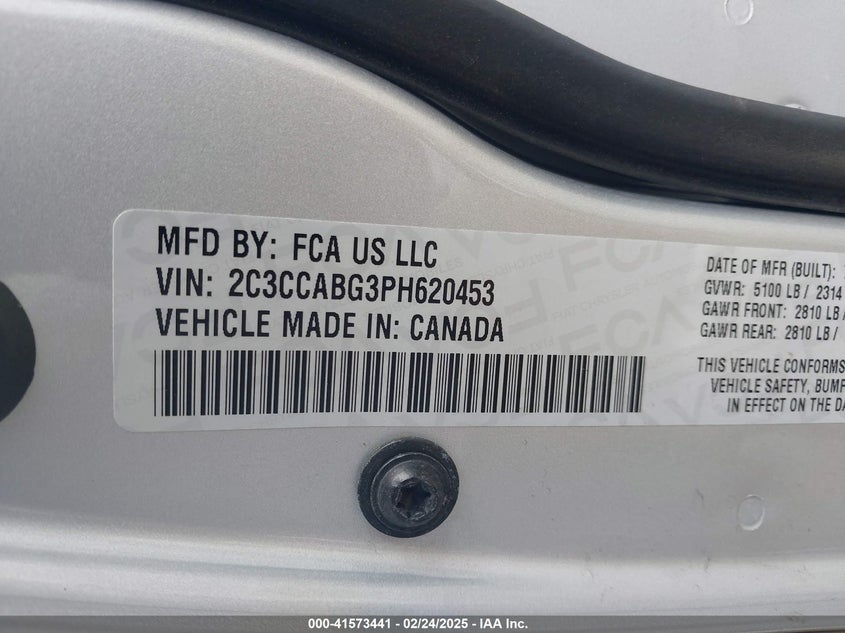 MFD BY: FCA US LLC
VIN: 2C3CCABG3PH620453
VEHICLE MADE IN: CANADA
DATE OF MFR (BUILT):
GVWR: 5100 LB / 2314
GAWR FRONT: 2810 LB /
GAWR REAR: 2810 LB /
THIS VEHICLE CONFORMS
VEHICLE SAFETY, BUMP
IN EFFECT ON THE DA
000-41573441 - 02/24/2025 - IAA Inc.